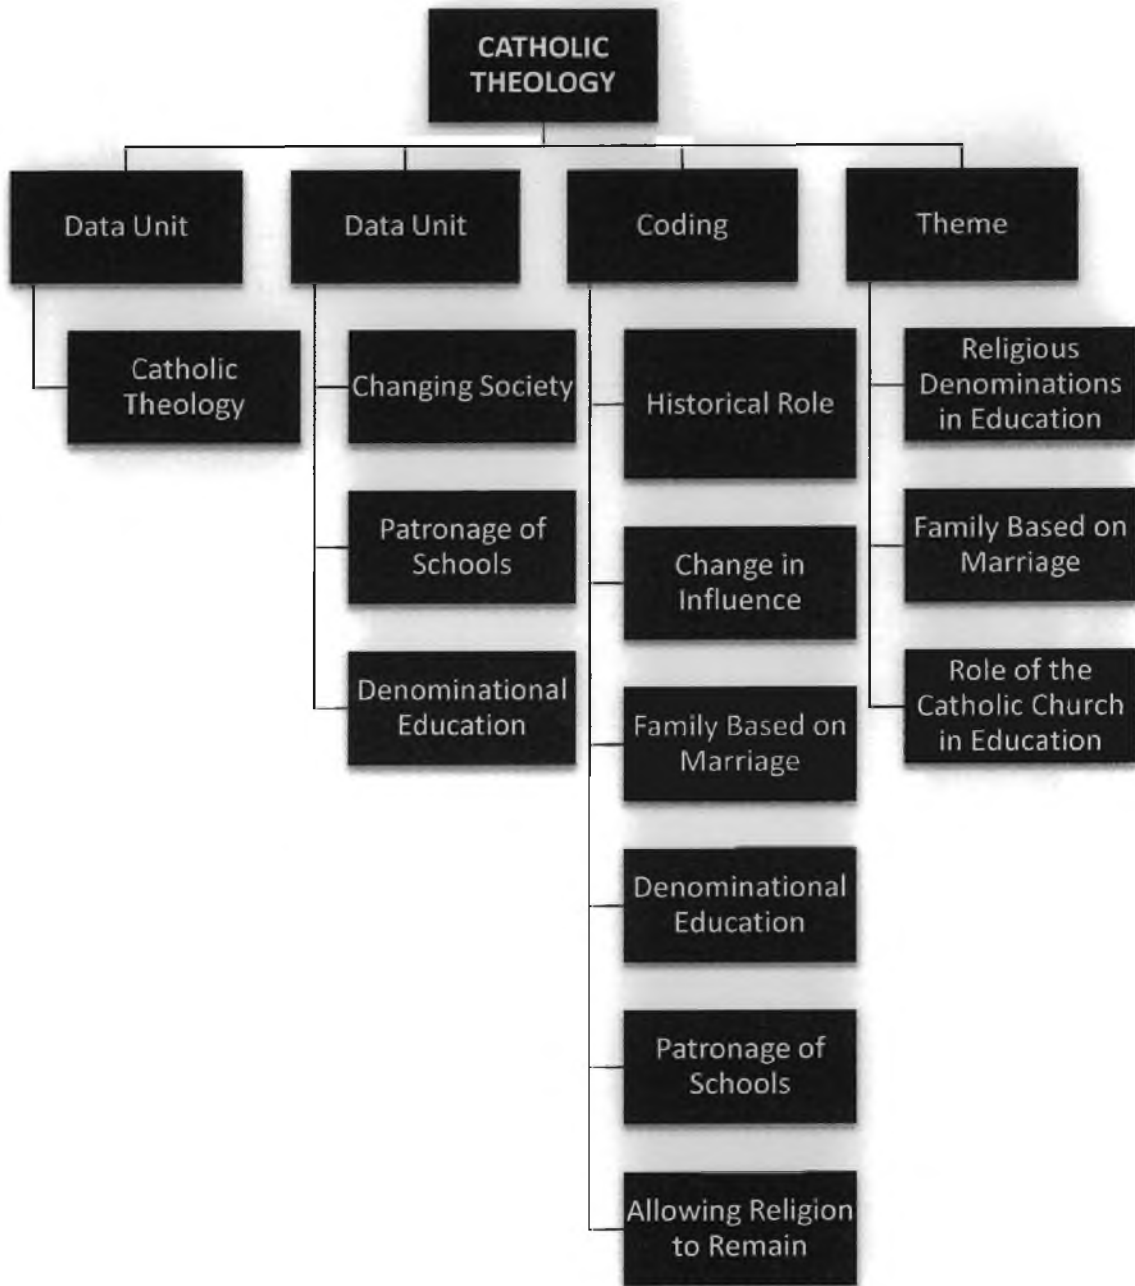 CATHOLIC
THEOLOGY
Data Unit
Catholic
Theology
Data Unit
Changing Society
Patronage of
Schools
Denominational
Education
Coding
Historical Role
Change in
Influence
Family Based on
Marriage
Denominational
Education
Patronage of
Schools
Allowing Religion
to Remain
Theme
Religious
Denominations
in Education
Family Based on
Marriage
Role of the
Catholic Church
in Education